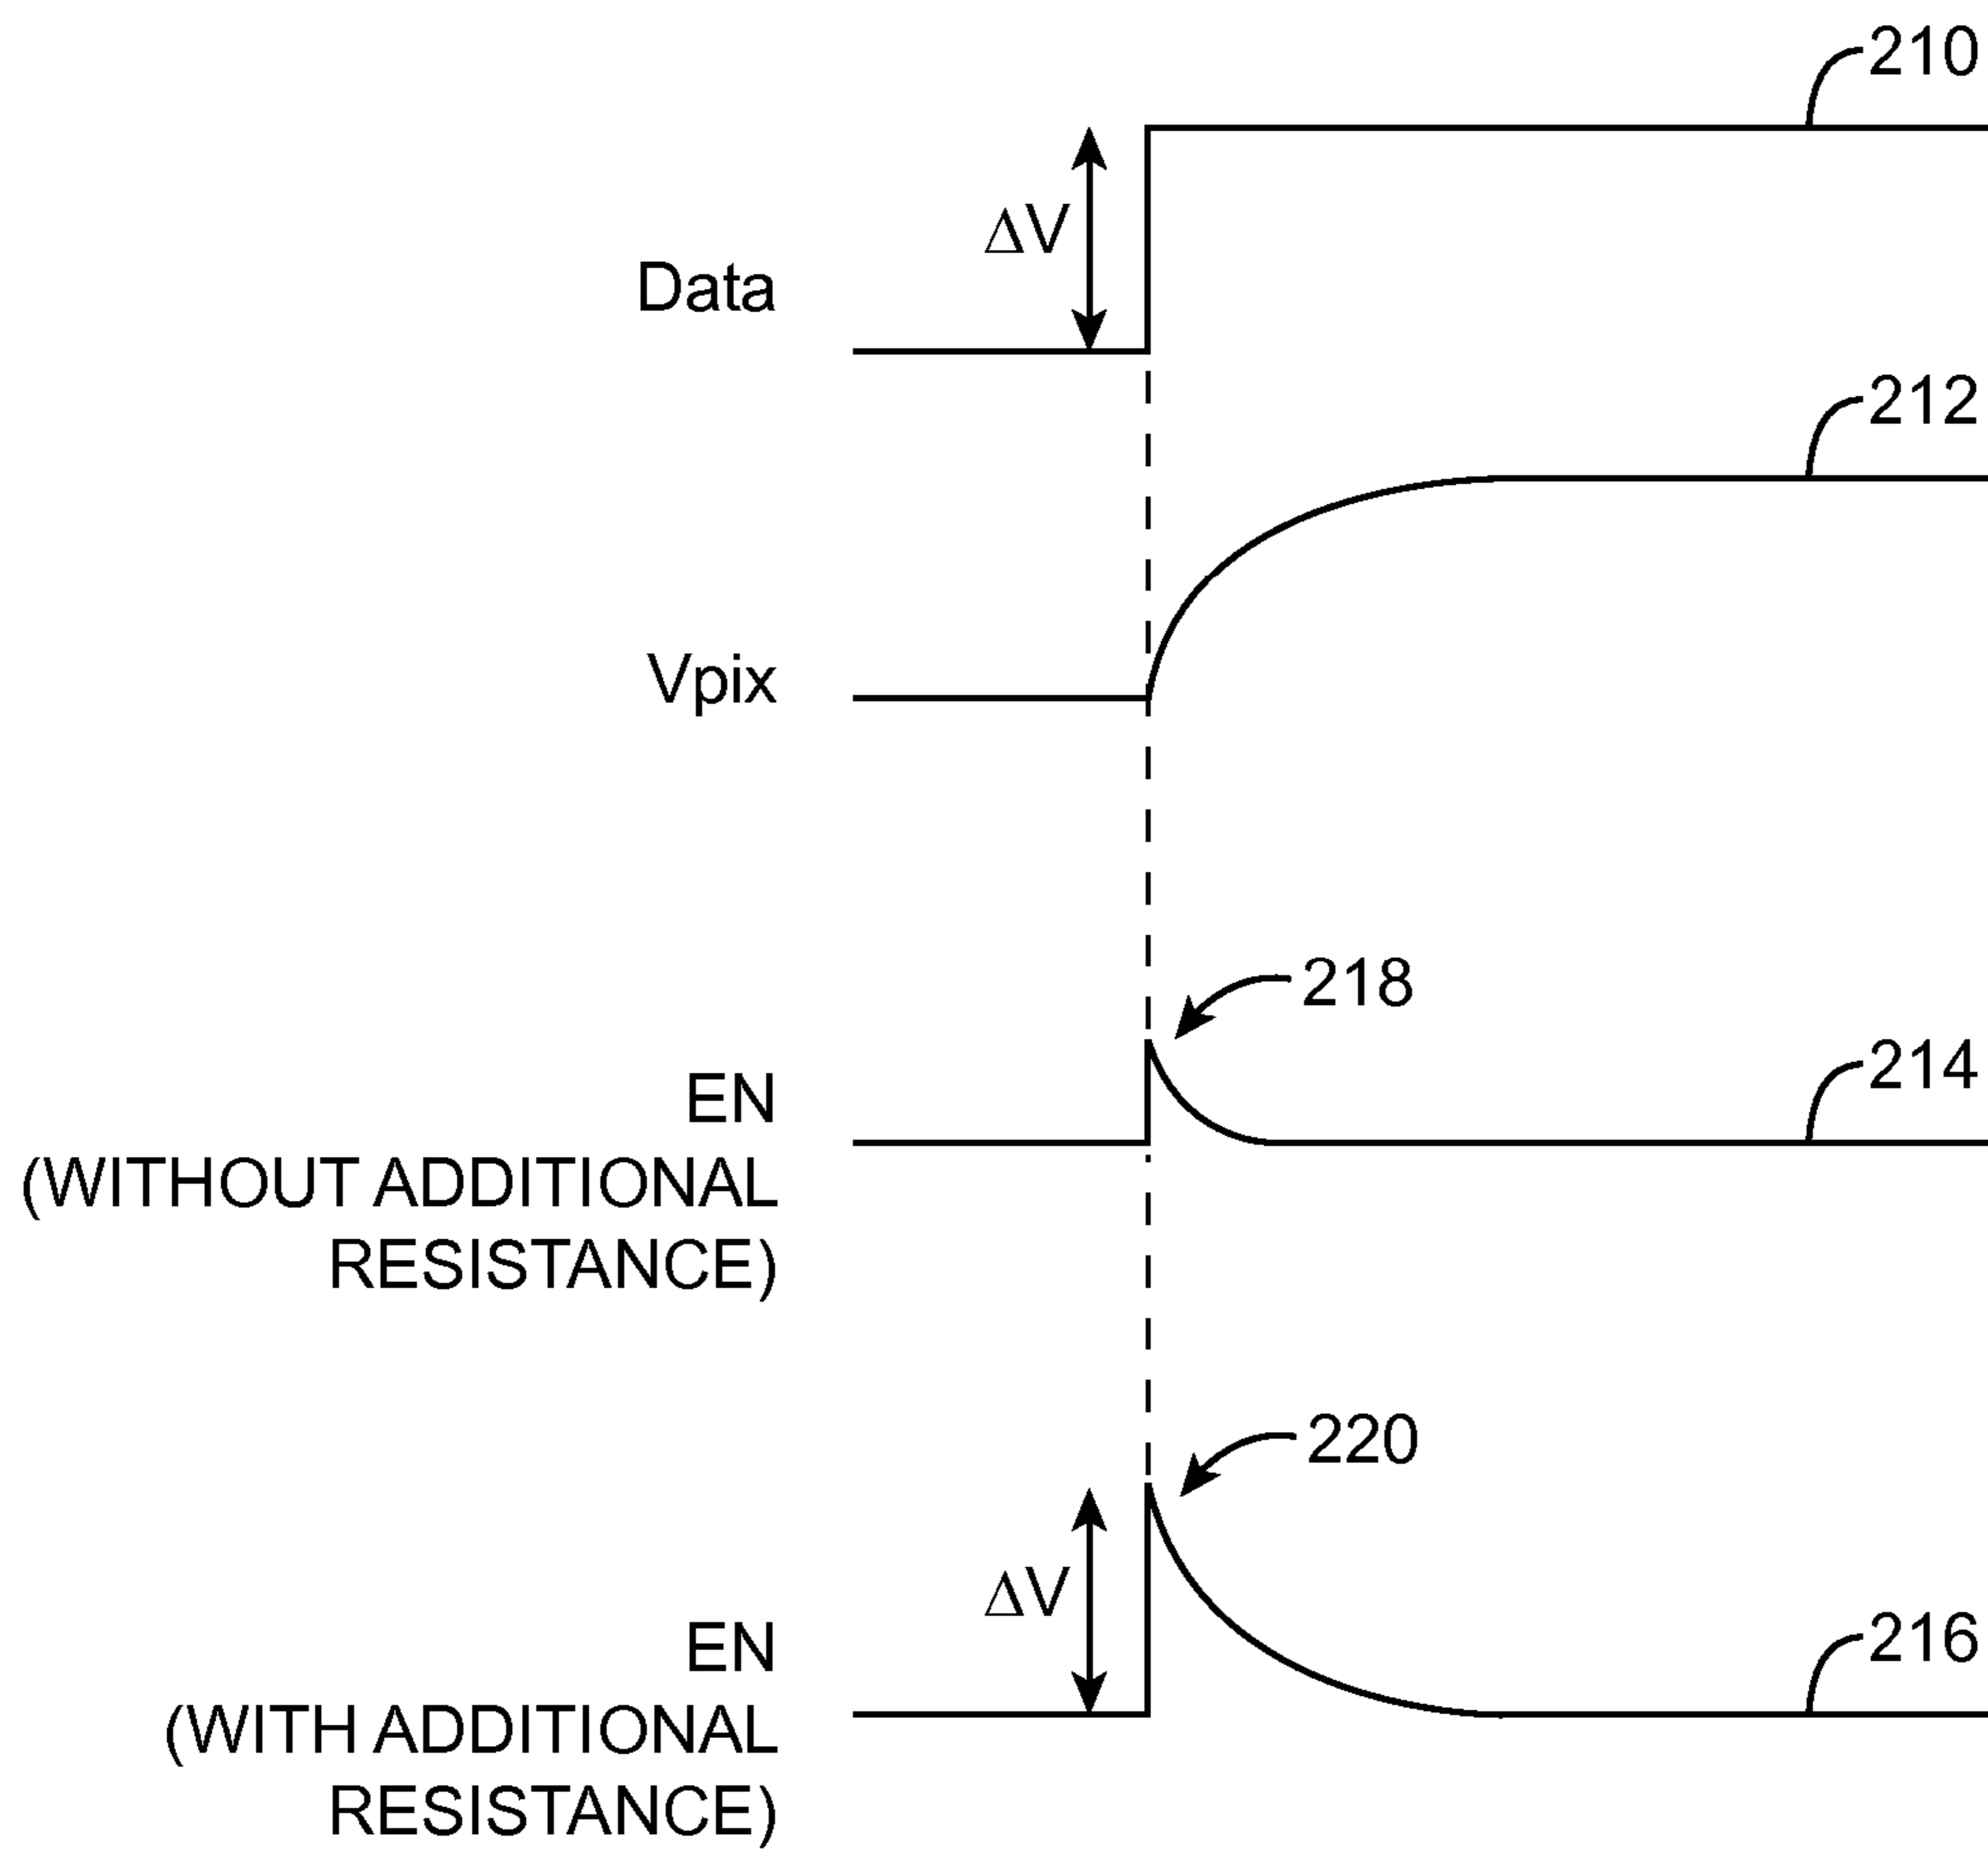 210
ΔV
Data
212
Vpix
218
214
EN
(WITHOUT ADDITIONAL
RESISTANCE)
220
ΔV
216
EN
(WITH ADDITIONAL
RESISTANCE)